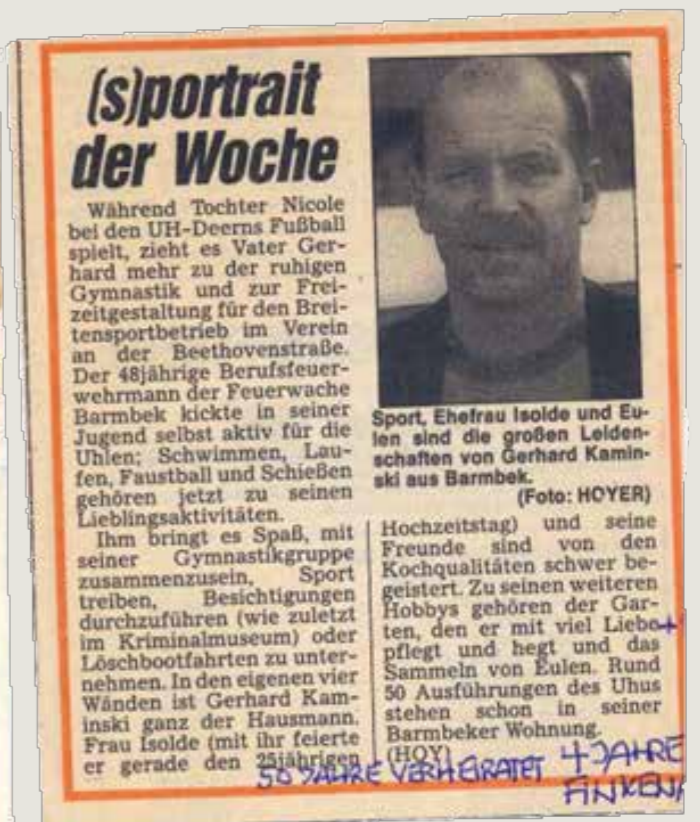 (s)portrait
der Woche
Während Tochter Nicole
bei den UH-Deerns Fußball
spielt, zieht es Vater Ger-
hard mehr zu der ruhigen
Gymnastik und zur Frei-
zeitgestaltung für den Brei-
tensportbetrieb im Verein
an der Beethovenstraße.
Der 48jährige Berufsfeuer-
wehrmann der Feuerwache
Barmbek kickte in seiner
Jugend selbst aktiv für die
Uhlen; Schwimmen, Lau-
fen, Faustball und Schießen
gehören jetzt zu seinen
Lieblingsaktivitäten.
Ihm bringt es Spaß, mit
seiner Gymnastikgruppe
zusammenzusein, Sport
treiben, Besichtigungen
durchzuführen (wie zuletzt
im Kriminalmuseum) oder
Löschbootfahrten zu unter-
nehmen. In den eigenen vier
Wänden ist Gerhard Kam-
inski ganz der Hausmann.
Frau Isolde (mit ihr feierte
er gerade den 25jährigen
Sport, Ehefrau Isolde und Eu-
len sind die großen Leiden-
schaften von Gerhard Kamin-
ski aus Barmbek.
(Foto: HOYER)
Hochzeitstag) und seine
Freunde sind von den
Kochqualitäten schwer be-
geistert. Zu seinen weiteren
Hobbys gehören der Gar-
ten, den er mit viel Liebe
pflegt und hegt und das
Sammeln von Eulen. Rund
50 Ausführungen des Uhus
stehen schon in seiner
Barmbeker Wohnung.
(HOY)
50 JAHRE VERHEIRATET 4 JAHRE